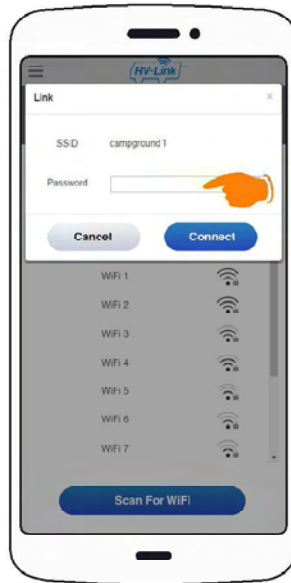 RV-Link
Link ×
SSID campground 1
Password
Cancel Connect
WiFi 1
WiFi 2
WiFi 3
WiFi 4
WiFi 5
WiFi 6
WiFi 7
Scan For WiFi